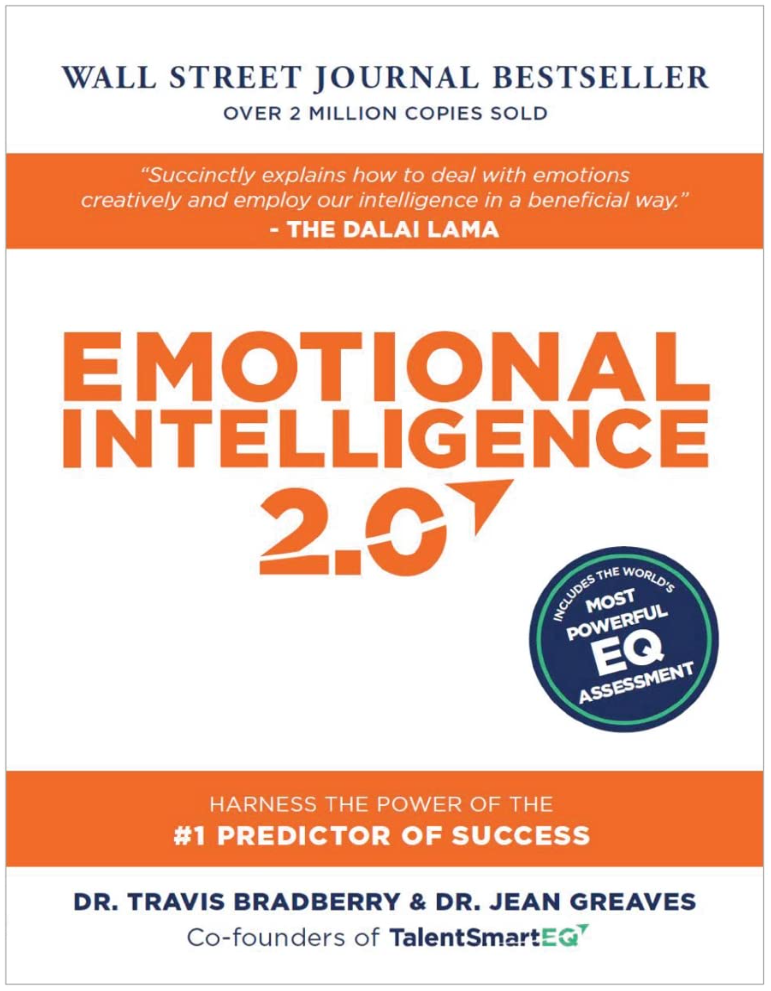 WALL STREET JOURNAL BESTSELLER
OVER 2 MILLION COPIES SOLD
“Succinctly explains how to deal with emotions
creatively and employ our intelligence in a beneficial way.”
- THE DALAI LAMA
EMOTIONAL
INTELLIGENCE
2.0
INCLUDES THE WORLD'S
MOST
POWERFUL
EQ
ASSESSMENT
HARNESS THE POWER OF THE
#1 PREDICTOR OF SUCCESS
DR. TRAVIS BRADBERRY & DR. JEAN GREAVES
Co-founders of TalentSmartEQ